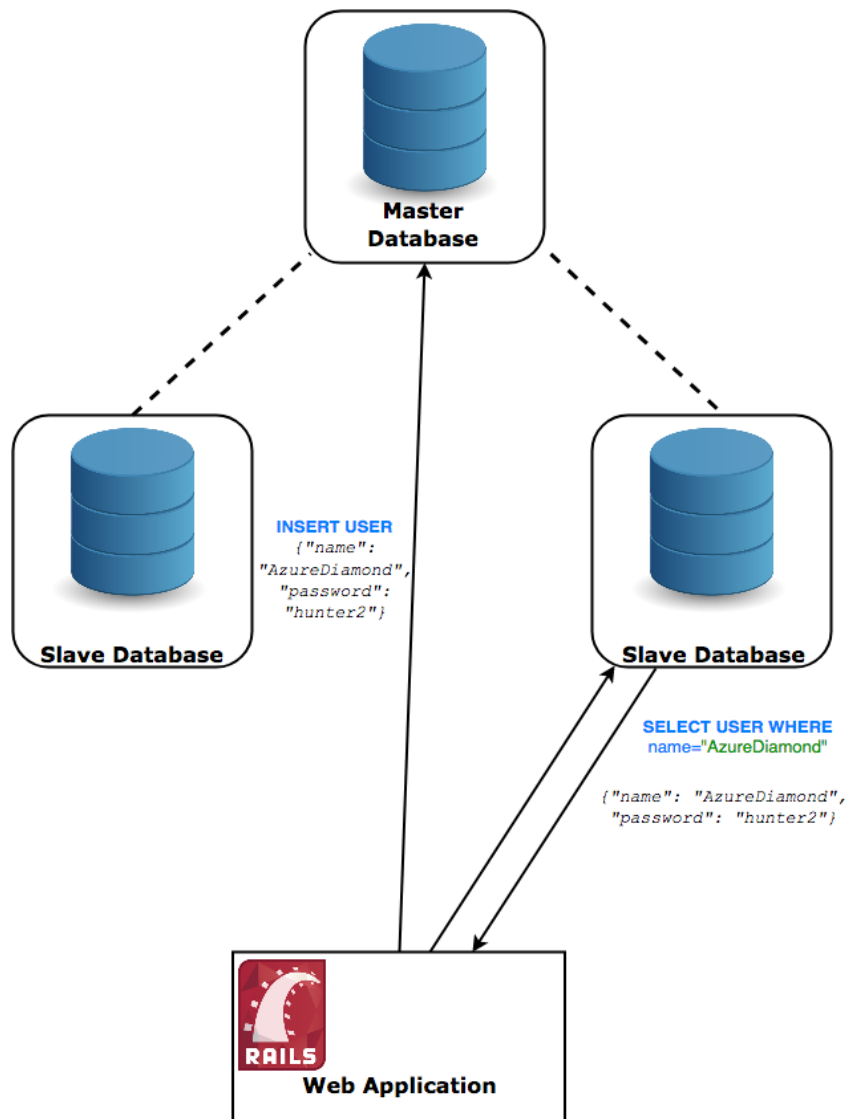 Master
Database
INSERT USER
{"name":
"AzureDiamond",
"password":
"hunter2"}
Slave Database
Slave Database
SELECT USER WHERE
name="AzureDiamond"
{"name": "AzureDiamond",
"password": "hunter2"}
RAILS
Web Application